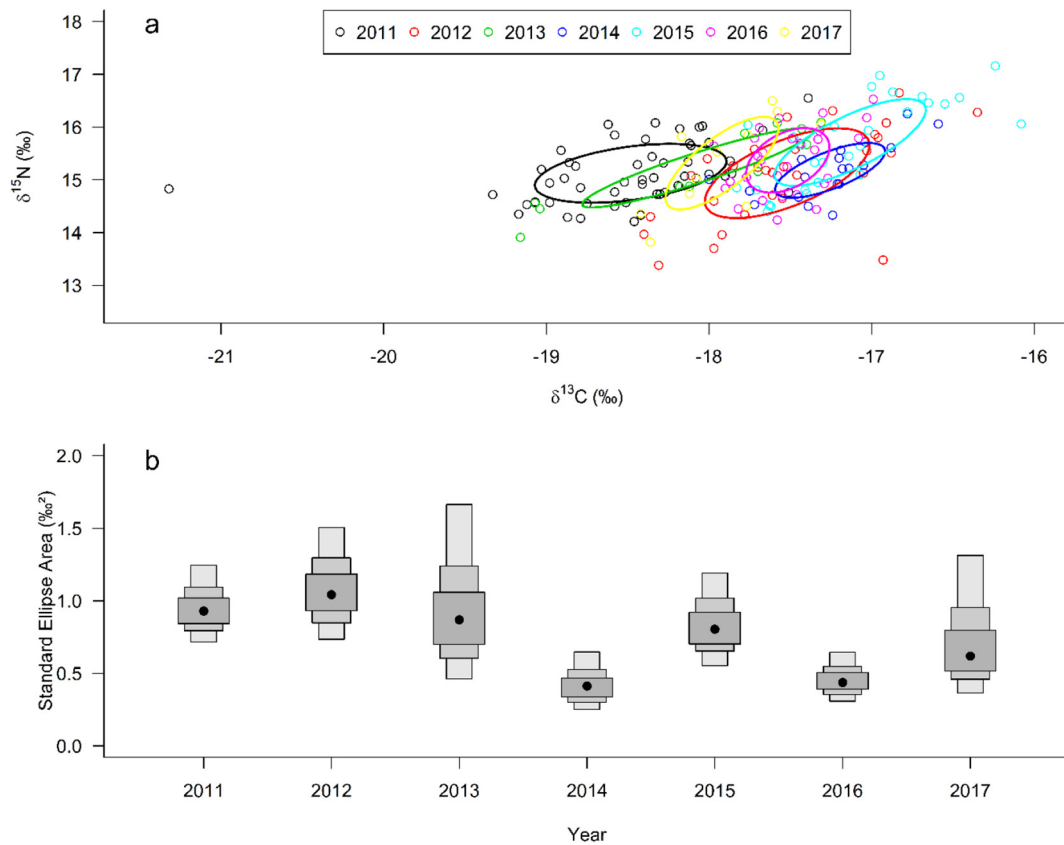 a
2011 2012 2013 2014 2015 2016 2017
18
17
16
15
14
13
δ¹⁵N (‰)
-21 -20 -19 -18 -17 -16
δ¹³C (‰)
b
2.0
1.5
1.0
0.5
0.0
Standard Ellipse Area (‰²)
2011 2012 2013 2014 2015 2016 2017
Year